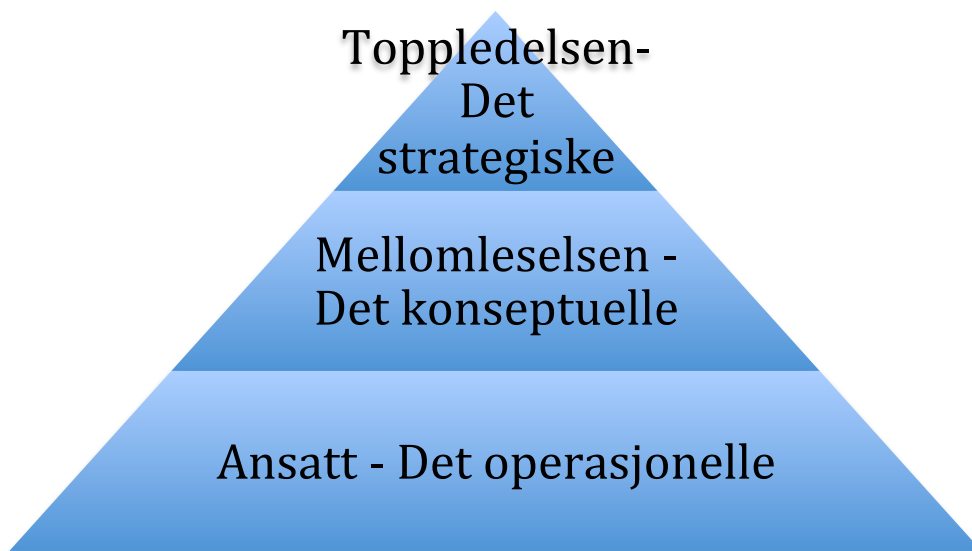 Toppledelsen-
Det
strategiske
Mellomleselsen -
Det konseptuelle
Ansatt - Det operasjonelle